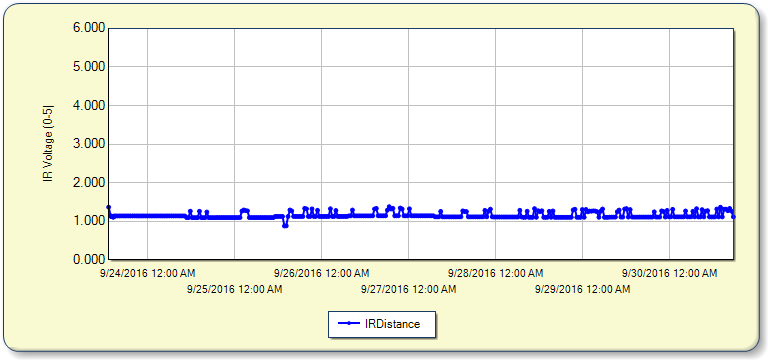 6.000
5.000
4.000
3.000
2.000
1.000
0.000
IR Voltage (0-5|
9/24/2016 12:00 AM
9/25/2016 12:00 AM
9/26/2016 12:00 AM
9/27/2016 12:00 AM
9/28/2016 12:00 AM
9/29/2016 12:00 AM
9/30/2016 12:00 AM
IRDistance